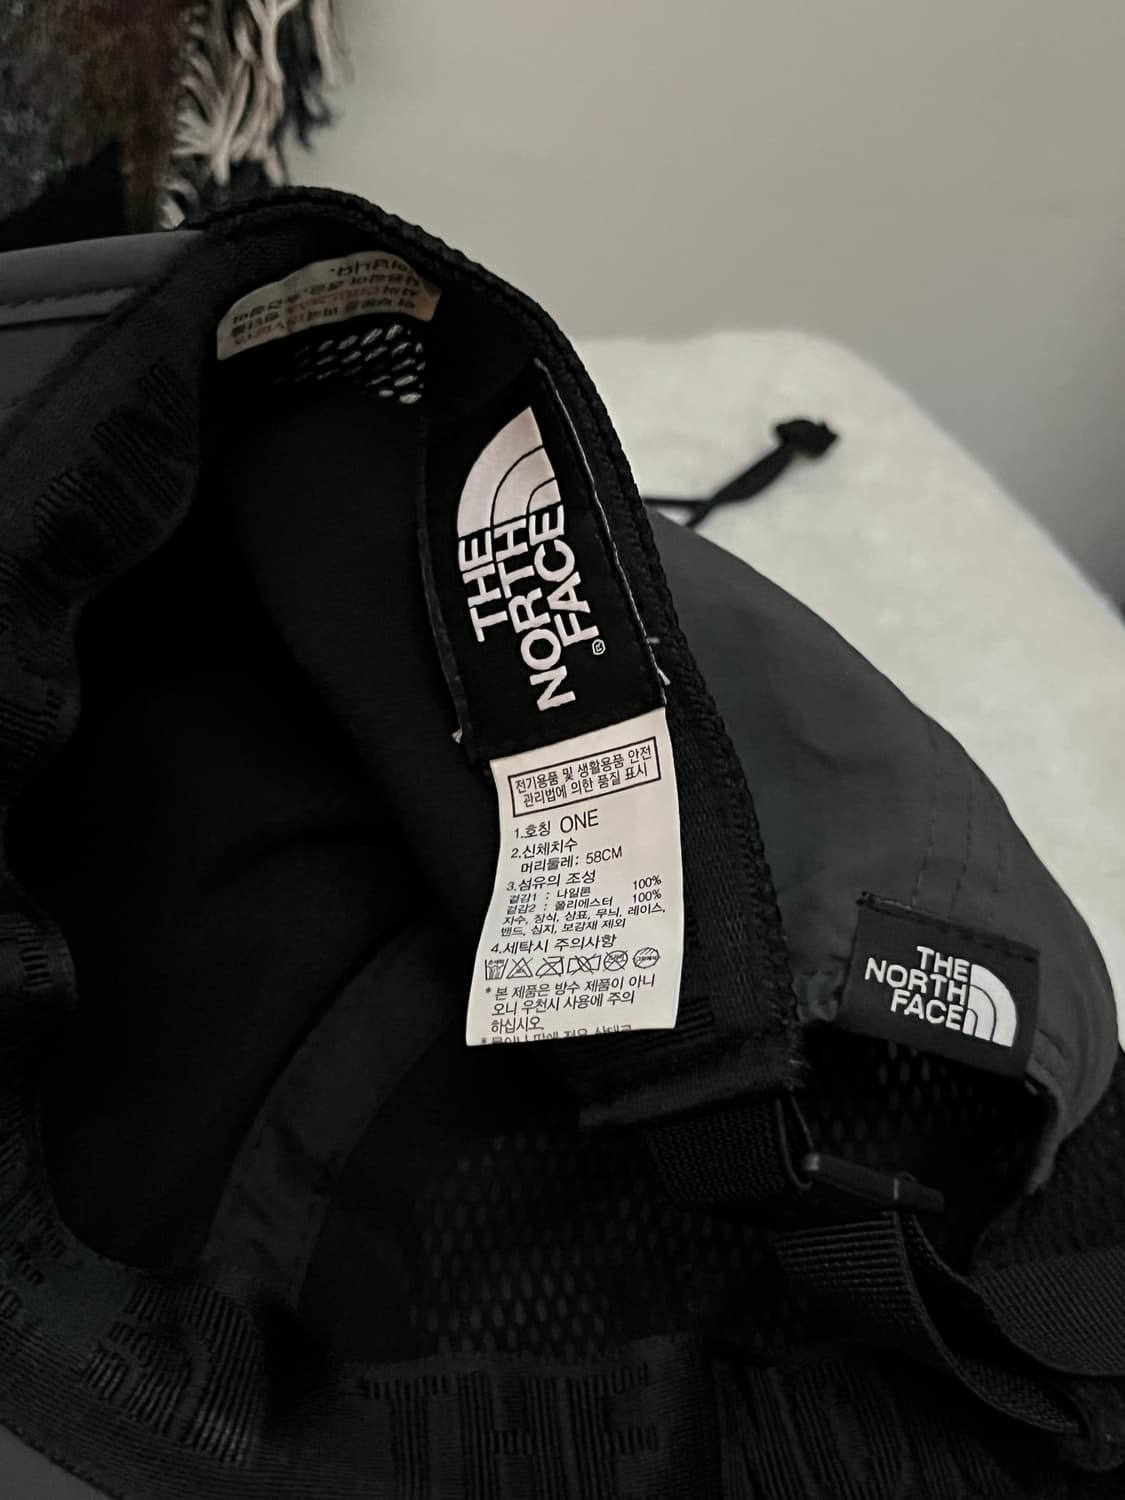 THE
NORTH
FACE
®
전기용품 및 생활용품 안전
관리법에 의한 품질 표시
1.호칭 ONE
2.신체치수
머리둘레: 58CM
3.섬유의 조성
겉감1 : 나일론 100%
겉감2 : 폴리에스터 100%
자수, 장식, 상표, 무늬, 레이스,
밴드, 심지, 보강재 제외
4.세탁시 주의사항
* 본 제품은 방수 제품이 아니
오니 우천시 사용에 주의
하십시오.
THE
NORTH
FACE